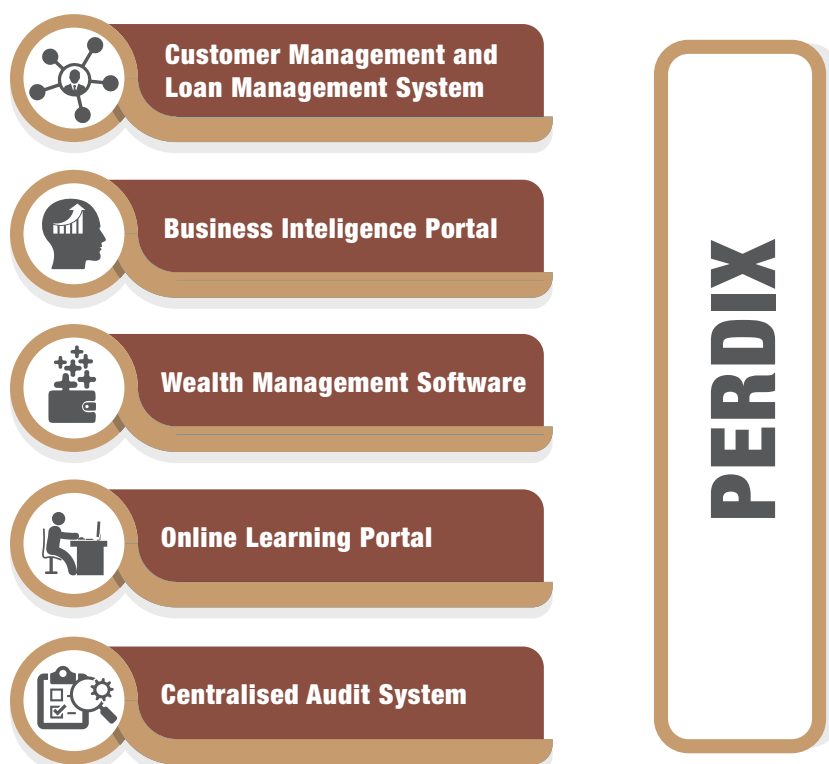 Customer Management and
Loan Management System
Business Inteligence Portal
Wealth Management Software
Online Learning Portal
Centralised Audit System
PERDIX